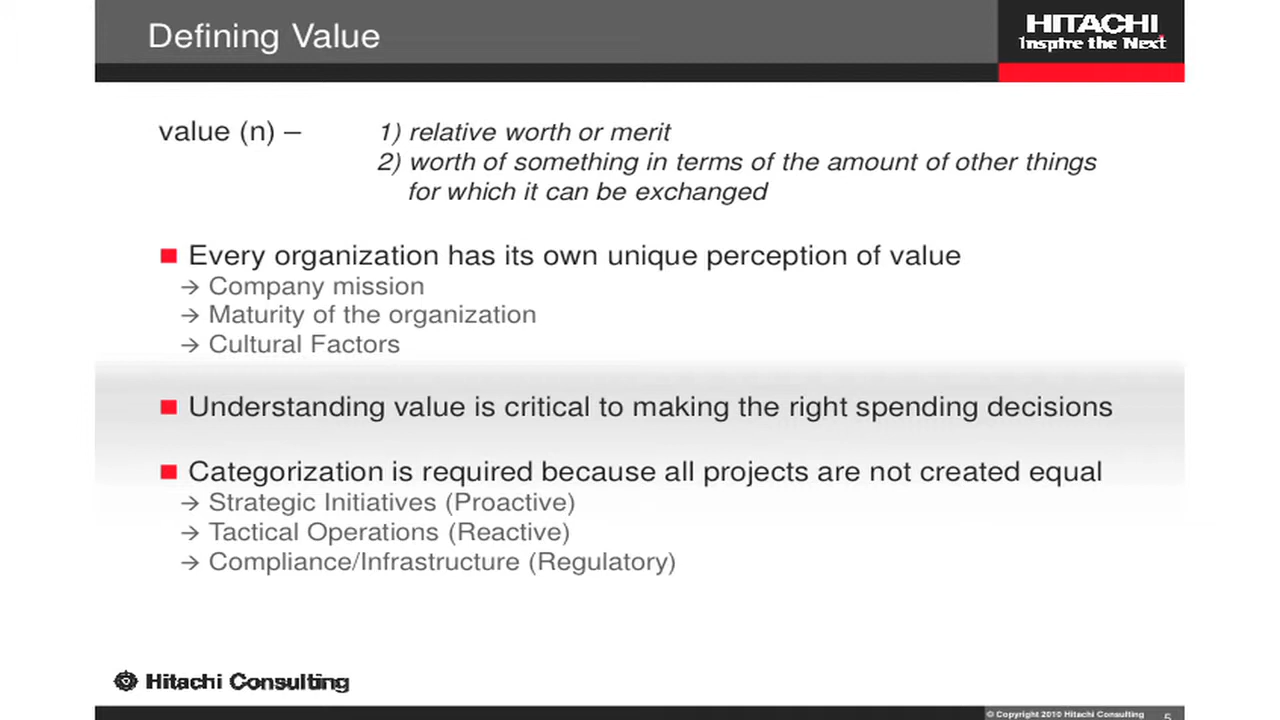 Defining Value
HITACHI
Inspire the Next
value (n) – 1) relative worth or merit
2) worth of something in terms of the amount of other things
for which it can be exchanged
Every organization has its own unique perception of value
→ Company mission
→ Maturity of the organization
→ Cultural Factors
Understanding value is critical to making the right spending decisions
Categorization is required because all projects are not created equal
→ Strategic Initiatives (Proactive)
→ Tactical Operations (Reactive)
→ Compliance/Infrastructure (Regulatory)
Hitachi Consulting
© Copyright 2010 Hitachi Consulting 5